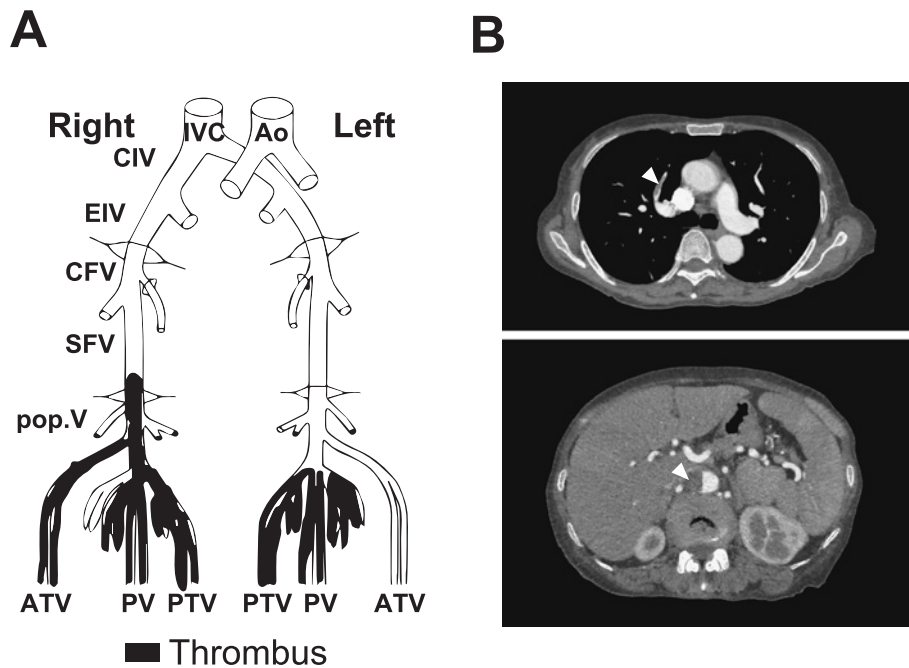 A
B
Right
IVC
Ao
Left
CIV
EIV
CFV
SFV
pop.V
ATV
PV
PTV
PTV
PV
ATV
Thrombus